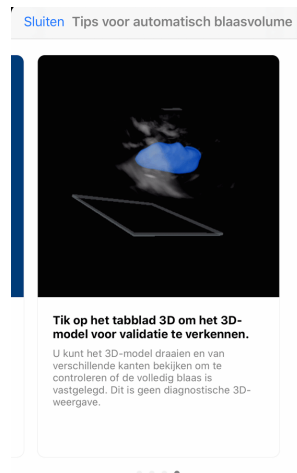 Sluiten Tips voor automatisch blaasvolume
Tik op het tabblad 3D om het 3D-
model voor validatie te verkennen.
U kunt het 3D-model draaien en van
verschillende kanten bekijken om te
controleren of de volledig blaas is
vastgelegd. Dit is geen diagnostische 3D-
weergave.